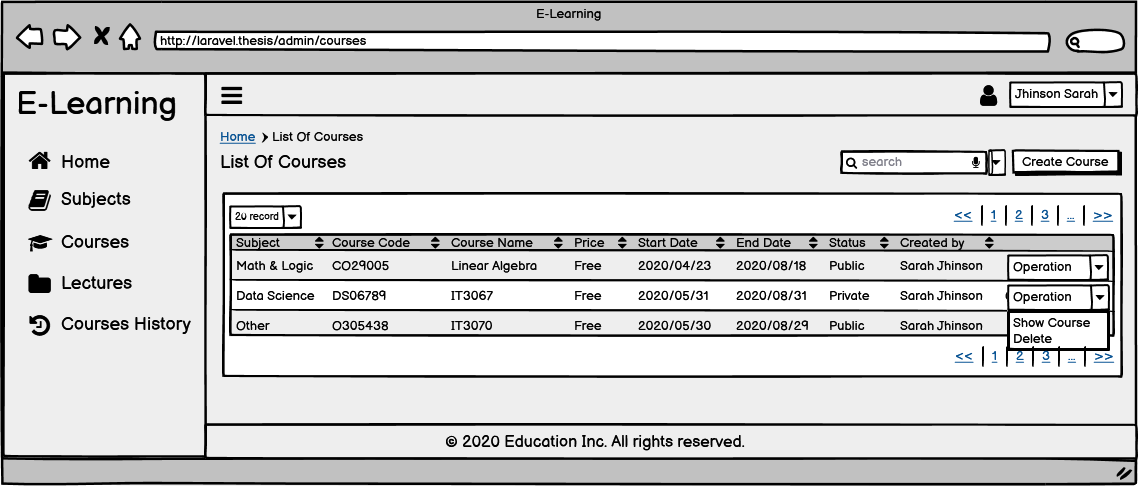 E-Learning
http://laravel.thesis/admin/courses
E-Learning
Jhinson Sarah
Home
Subjects
Courses
Lectures
Courses History
Home List Of Courses
List Of Courses
search
Create Course
20 record
<< 1 2 3 ... >>
Subject Course Code Course Name Price Start Date End Date Status Created by
Math & Logic CO29005 Linear Algebra Free 2020/04/23 2020/08/18 Public Sarah Jhinson Operation
Data Science DS06789 IT3067 Free 2020/05/31 2020/08/31 Private Sarah Jhinson Operation
Other O305438 IT3070 Free 2020/05/30 2020/08/29 Public Sarah Jhinson
Show Course
Delete
<< 1 2 3 ... >>
© 2020 Education Inc. All rights reserved.